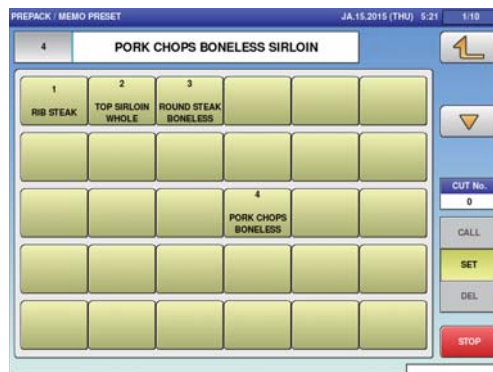 PREPACK / MEMO PRESET JA.15.2015 (THU) 5:21 1/10
4 PORK CHOPS BONELESS SIRLOIN
1 2 3
RIB STEAK TOP SIRLOIN ROUND STEAK
WHOLE BONELESS
4
PORK CHOPS
BONELESS
CUT No.
0
CALL
SET
DEL
STOP